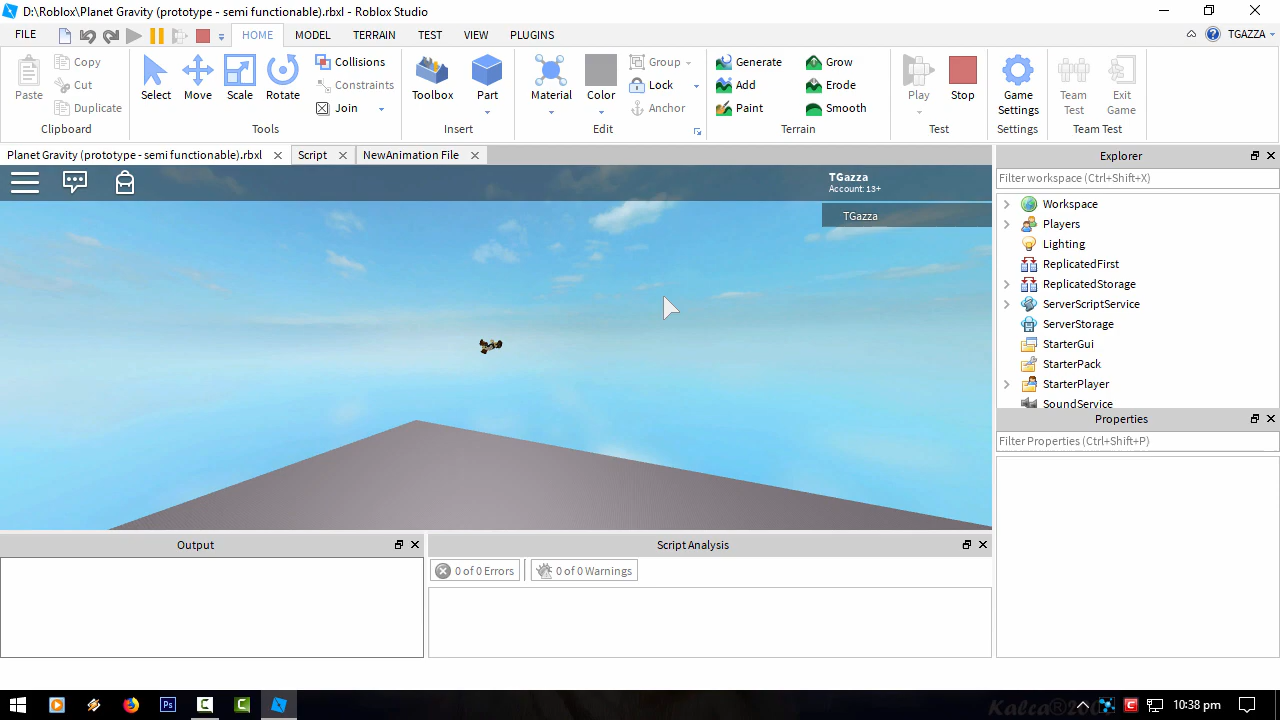 D:\Roblox\Planet Gravity (prototype - semi functionable).rbxl - Roblox Studio
FILE
HOME
MODEL
TERRAIN
TEST
VIEW
PLUGINS
TGAZZA
Paste
Copy
Cut
Duplicate
Clipboard
Select
Move
Scale
Rotate
Collisions
Constraints
Join
Tools
Toolbox
Part
Insert
Material
Color
Group
Lock
Anchor
Edit
Generate
Add
Paint
Grow
Erode
Smooth
Terrain
Play
Stop
Test
Game
Settings
Settings
Team
Test
Exit
Game
Team Test
Planet Gravity (prototype - semi functionable).rbxl
Script
NewAnimation File
TGazza
Account: 13+
TGazza
Explorer
Filter workspace (Ctrl+Shift+X)
Workspace
Players
Lighting
ReplicatedFirst
ReplicatedStorage
ServerScriptService
ServerStorage
StarterGui
StarterPack
StarterPlayer
SoundService
Properties
Filter Properties (Ctrl+Shift+P)
Output
Script Analysis
0 of 0 Errors
0 of 0 Warnings
Ps
10:38 pm